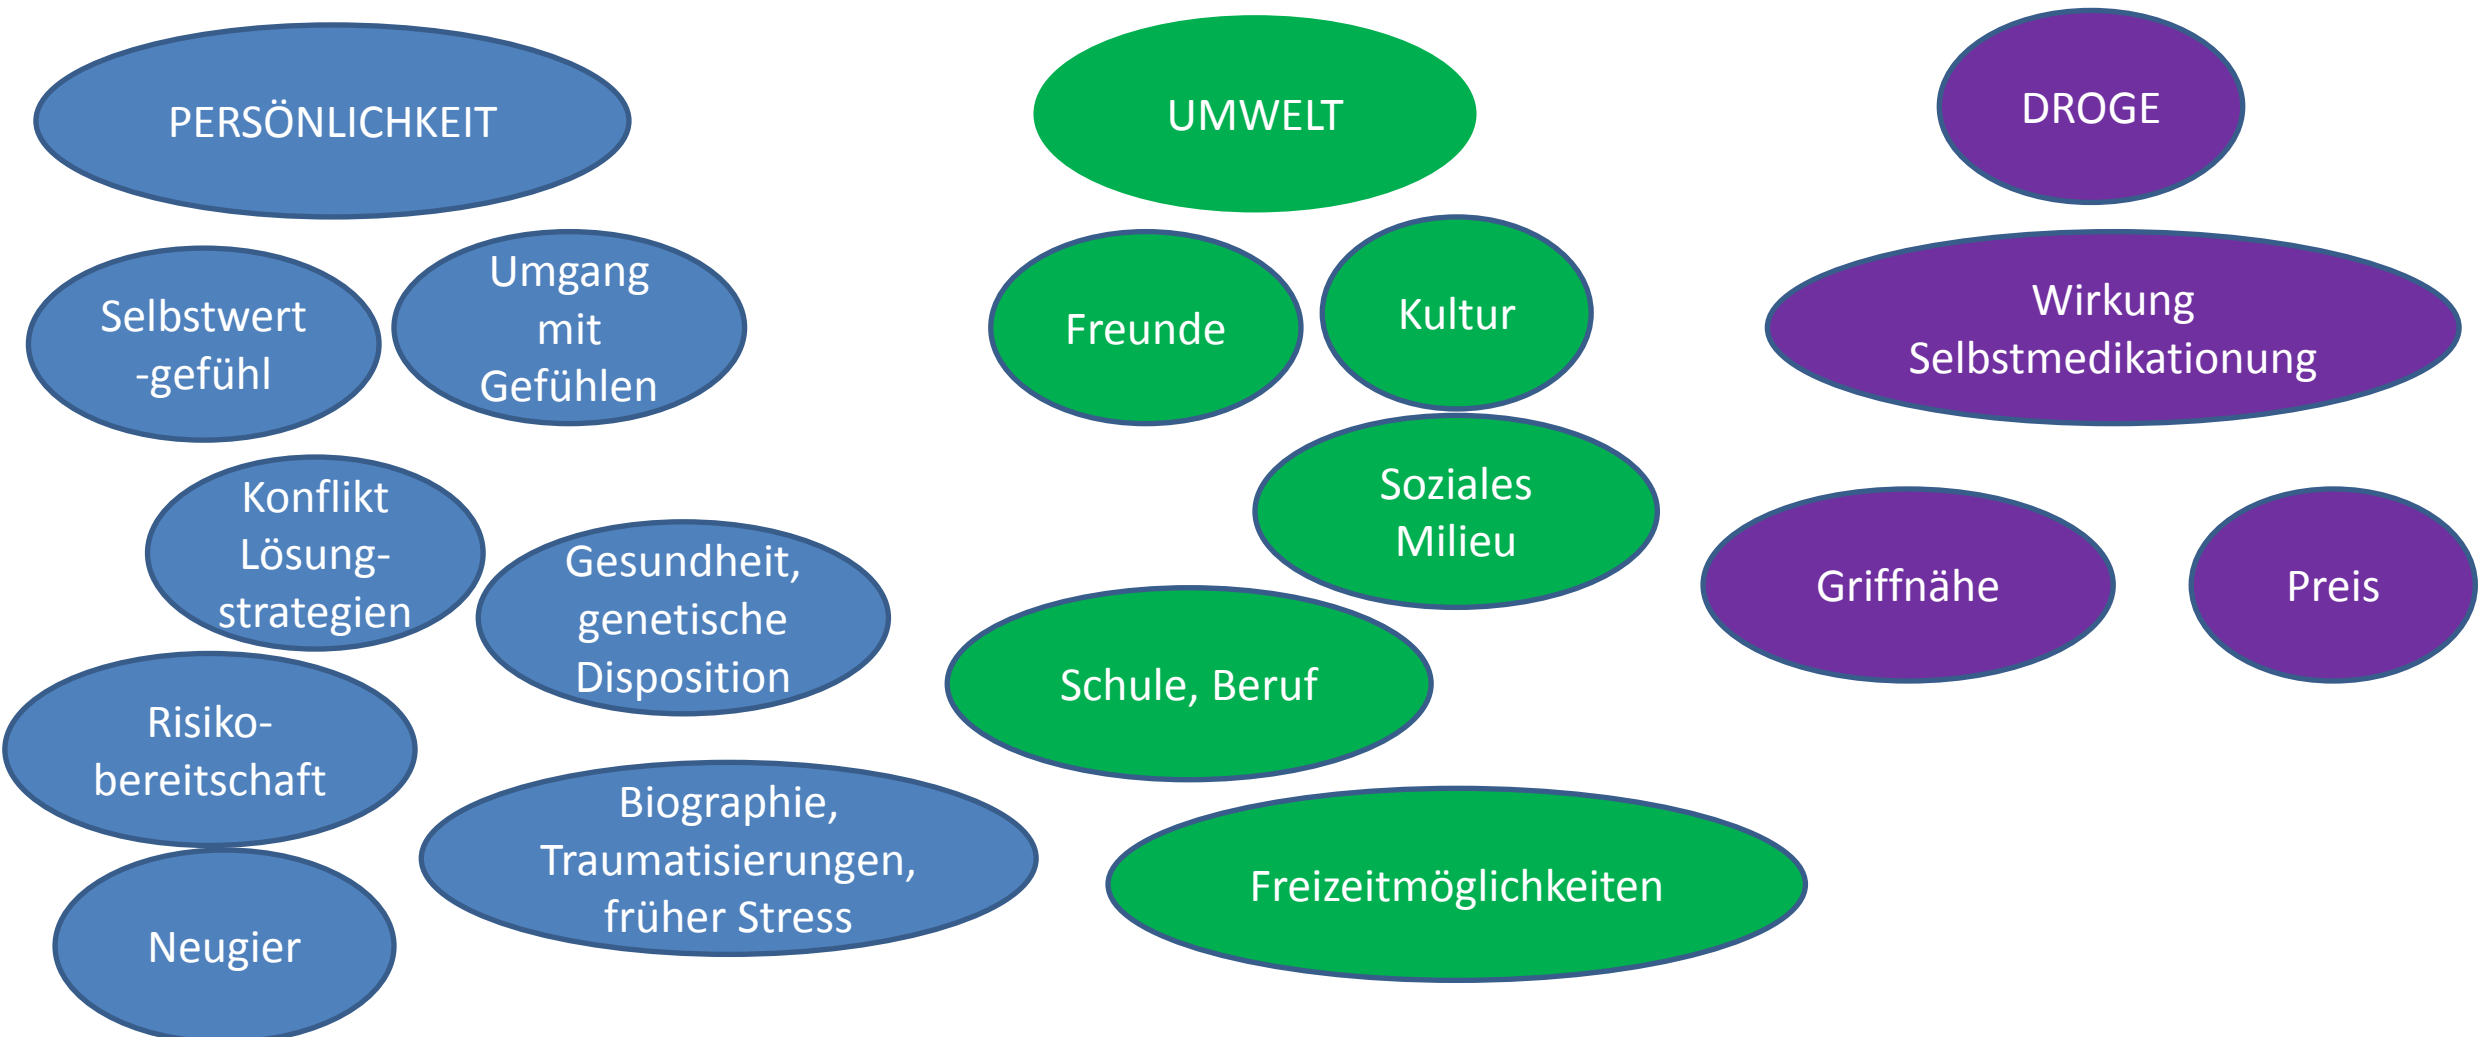 PERSÖNLICHKEIT
Selbstwert
-gefühl
Umgang
mit
Gefühlen
Konflikt
Lösung-
strategien
Gesundheit,
genetische
Disposition
Risiko-
bereitschaft
Biographie,
Traumatisierungen,
früher Stress
Neugier
UMWELT
Freunde
Kultur
Soziales
Milieu
Schule, Beruf
Freizeitmöglichkeiten
DROGE
Wirkung
Selbstmedikationung
Griffnähe
Preis